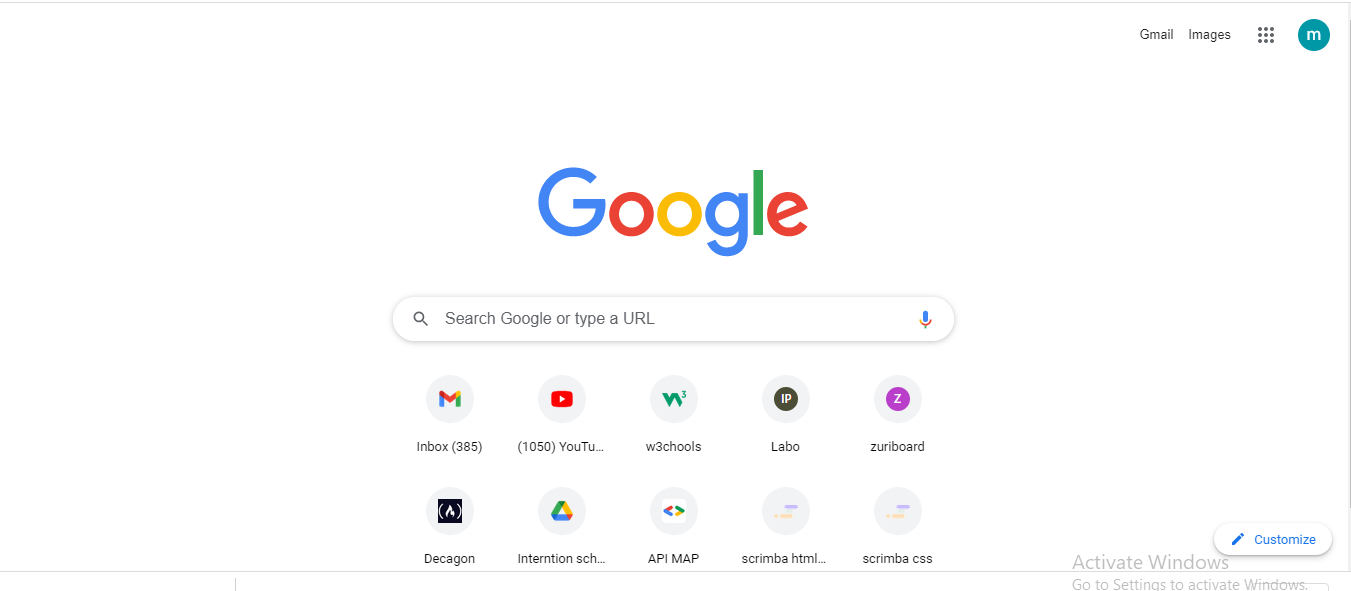 Gmail Images
m
Google
Search Google or type a URL
IP
Z
3
Inbox (385) (1050) YouTu... w3chools Labo zuriboard
Decagon Interntion sch... API MAP scrimba html... scrimba css
Customize
Activate Windows
Go to Settings to activate Windows.